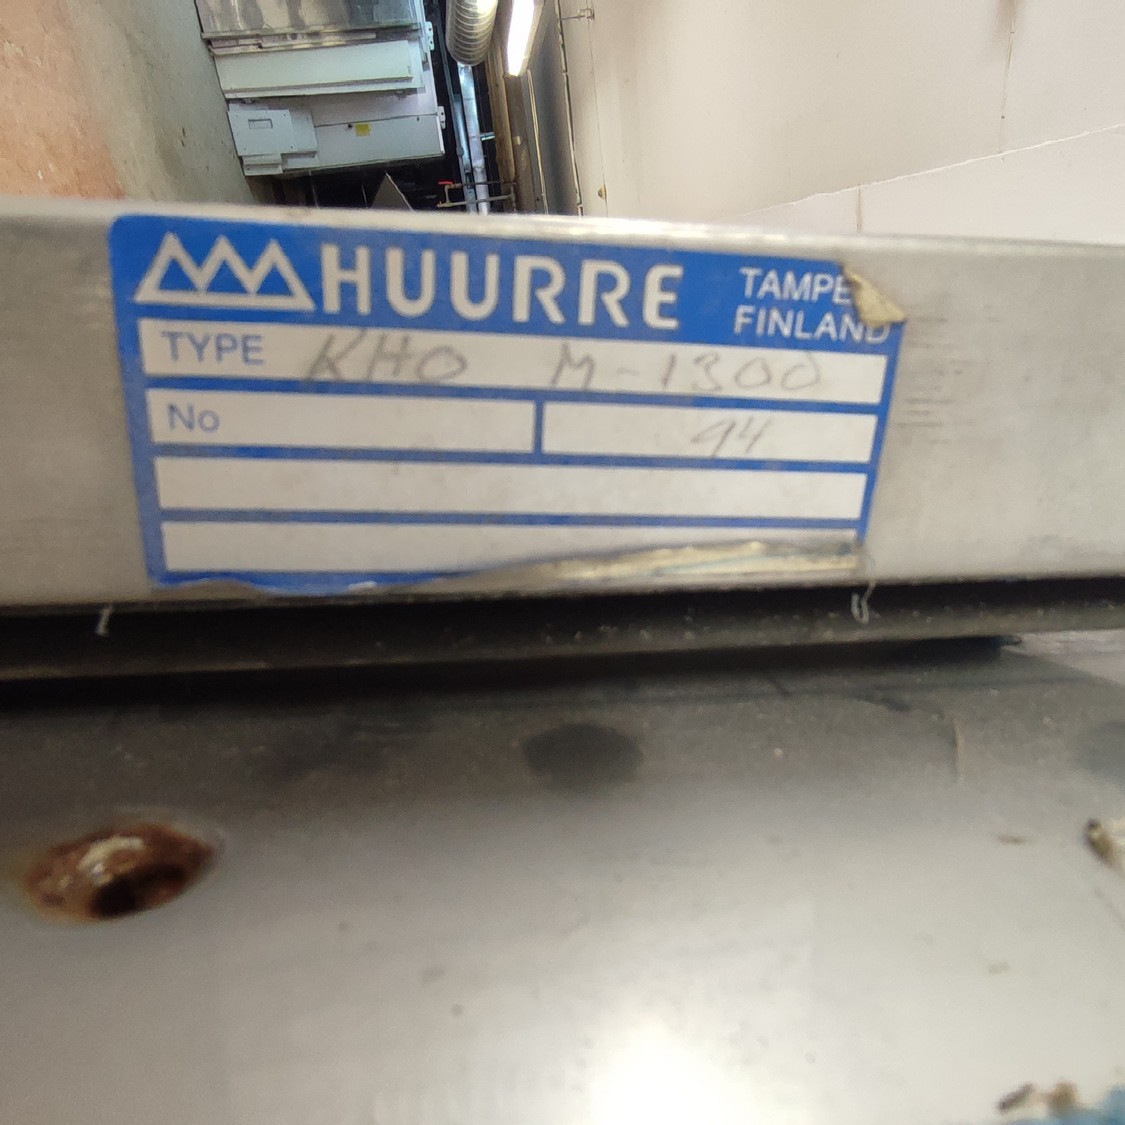 HUURRE
TAMPE
FINLAND
TYPE KHO M-1300
No 94